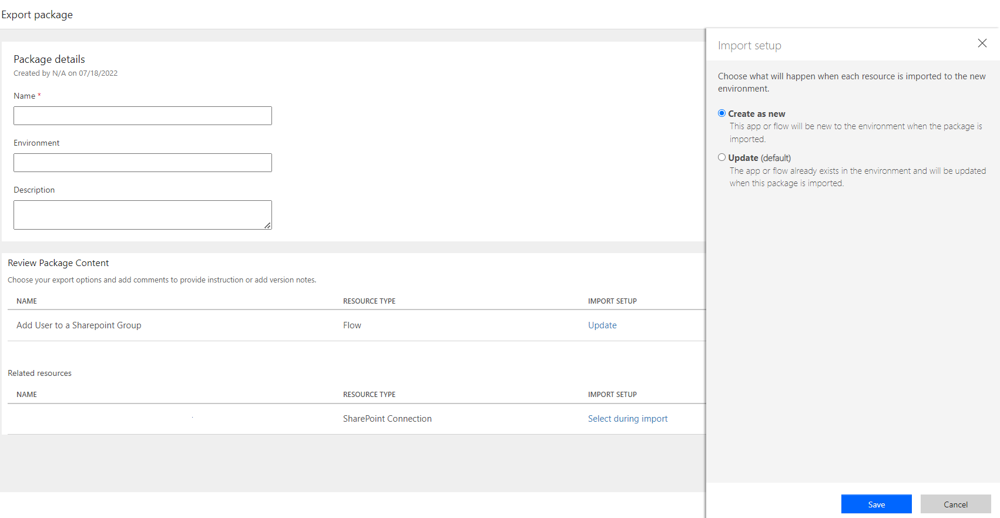 Export package
Package details
Created by N/A on 07/18/2022
Name *
Environment
Description
Review Package Content
Choose your export options and add comments to provide instruction or add version notes.
NAME RESOURCE TYPE IMPORT SETUP
Add User to a Sharepoint Group Flow Update
Related resources
NAME RESOURCE TYPE IMPORT SETUP
SharePoint Connection Select during import
Import setup
Choose what will happen when each resource is imported to the new
environment.
Create as new
This app or flow will be new to the environment when the package is
imported.
Update (default)
The app or flow already exists in the environment and will be updated
when this package is imported.
Save Cancel